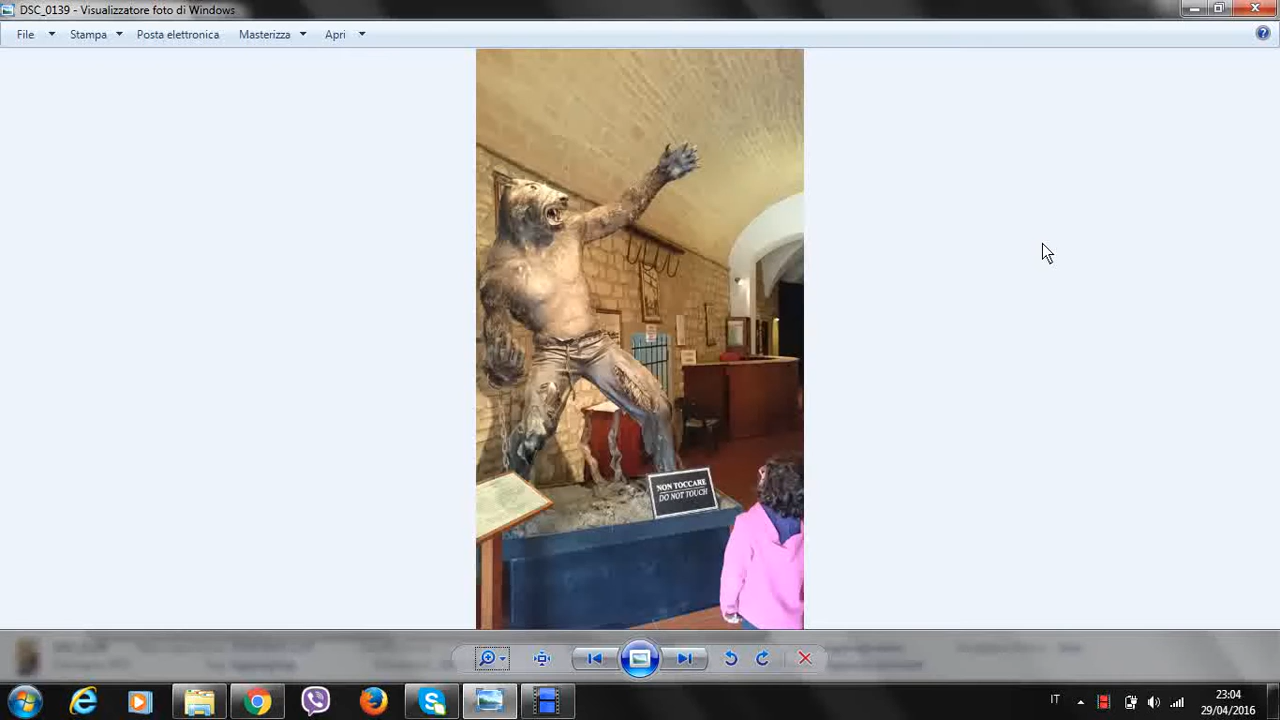 DSC_0139 - Visualizzatore foto di Windows
File Stampa Posta elettronica Masterizza Apri
NON TOCCARE
DO NOT TOUCH
IT
23:04
29/04/2016